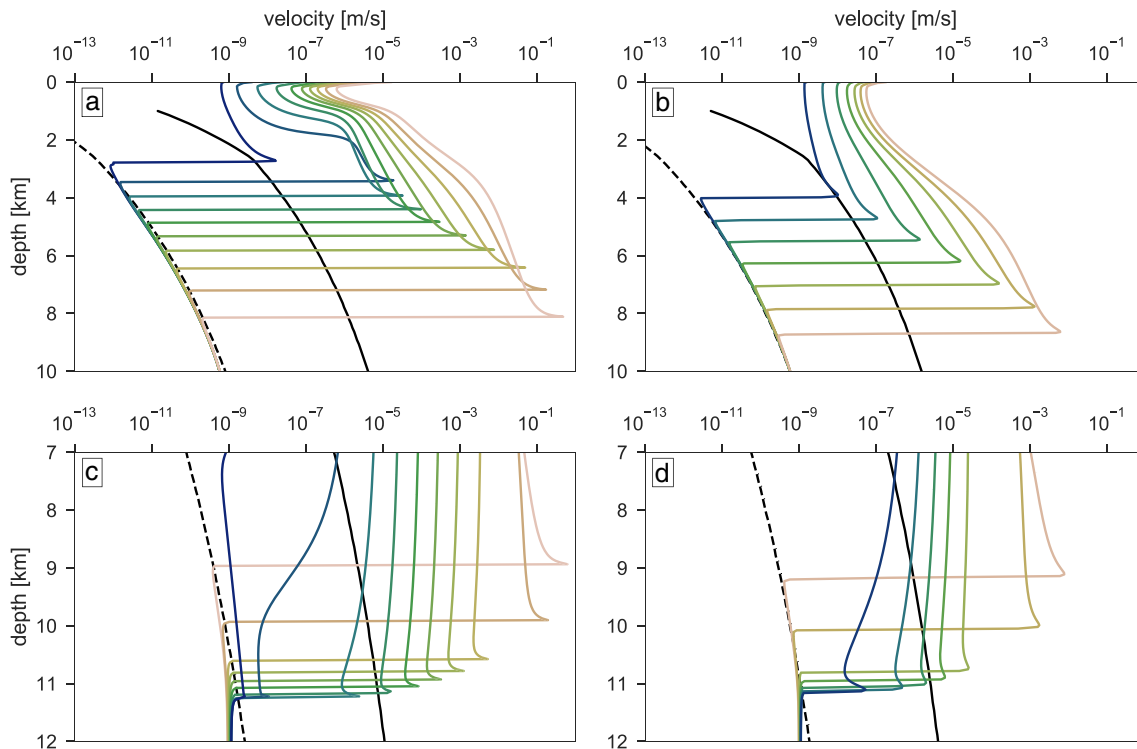 velocity [m/s] velocity [m/s]
10−13 10−11 10−9 10−7 10−5 10−3 10−1 10−13 10−11 10−9 10−7 10−5 10−3 10−1
0 a 0 b
2 2
4 4
depth [km]
6 6
8 8
10 10
10−13 10−11 10−9 10−7 10−5 10−3 10−1 10−13 10−11 10−9 10−7 10−5 10−3 10−1
7 c 7 d
8 8
9 9
depth [km]
10 10
11 11
12 12